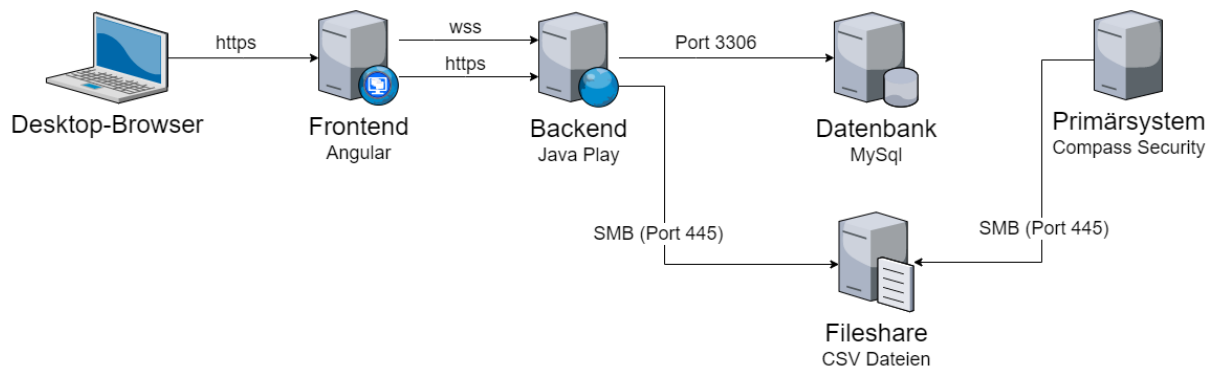 https
wss
https
Port 3306
Desktop-Browser
Frontend
Angular
Backend
Java Play
Datenbank
MySql
Primärsystem
Compass Security
SMB (Port 445)
SMB (Port 445)
Fileshare
CSV Dateien